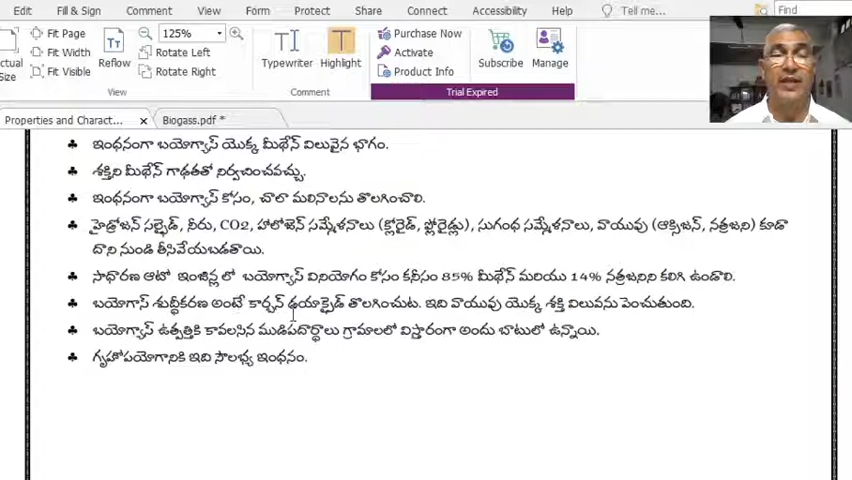 Edit Fill & Sign Comment View Form Protect Share Connect Accessibility Help Tell me... Find
Fit Page 125% Purchase Now
Actual Size Fit Width Reflow Rotate Left Typewriter Highlight Activate Subscribe Manage
Fit Visible Rotate Right Product Info
View Comment Trial Expired
Properties and Charact... x Biogass.pdf *
♣ ఇంధనంగా బయోగ్యాస్ యొక్క మీథేన్ విలువైన భాగం.
♣ శక్తిని మీథేన్ గాఢతతో నిర్వచించవచ్చు.
♣ ఇంధనంగా బయోగ్యాస్ కోసం, చాలా మలినాలను తొలగించాలి.
♣ హైడ్రోజన్ సల్ఫైడ్, నీరు, CO2, హాలోజెన్ సమ్మేళనాలు (క్లోరైడ్, ఫ్లోరైడ్లు), సుగంధ సమ్మేళనాలు, వాయువు (ఆక్సిజన్, నత్రజని) కూడా
దాని నుండి తీసివేయబడతాయి.
♣ సాధారణ ఆటో ఇంజిన్ల లో బయోగ్యాస్ వినియోగం కోసం కనీసం 85% మీథేన్ మరియు 14% నత్రజనిని కలిగి ఉండాలి.
♣ బయోగాస్ శుద్ధీకరణ అంటే కార్బన్ డయాక్సైడ్ తొలగించుట. ఇది వాయువు యొక్క శక్తి విలువను పెంచుతుంది.
♣ బయోగ్యాస్ ఉత్పత్తికి కావలసిన ముడిపదార్థాలు గ్రామాలలో విస్తారంగా అందు బాటులో ఉన్నాయి.
♣ గృహోపయోగానికి ఇది సౌలభ్య ఇంధనం.